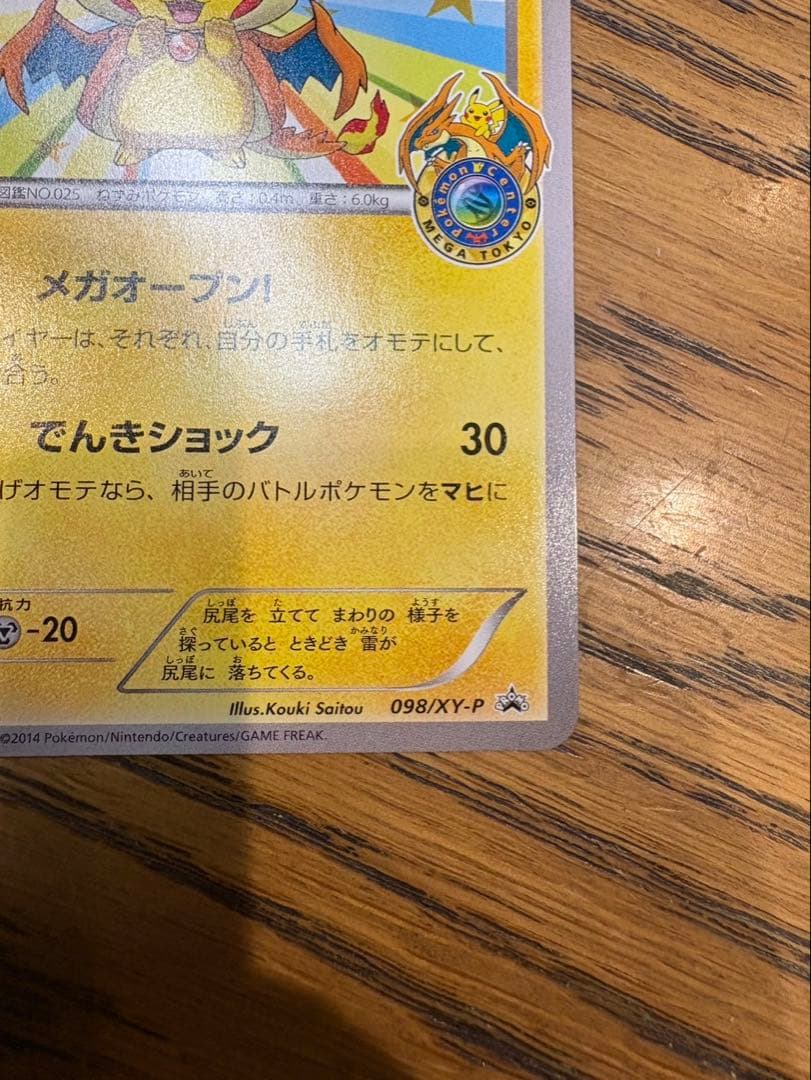 図鑑NO.025 ねずみポケモン 高さ:0.4m 重さ:6.0kg
Pokémon Center
MEGA TOKYO
メガオープン!
イヤーは、それぞれ、自分の手札をオモテにして、
合う。
でんきショック 30
げオモテなら、相手のバトルポケモンをマヒに
抗力
-20
尻尾を 立てて まわりの 様子を
探っていると ときどき 雷が
尻尾に 落ちてくる。
Illus.Kouki Saitou 098/XY-P
©2014 Pokémon/Nintendo/Creatures/GAME FREAK.